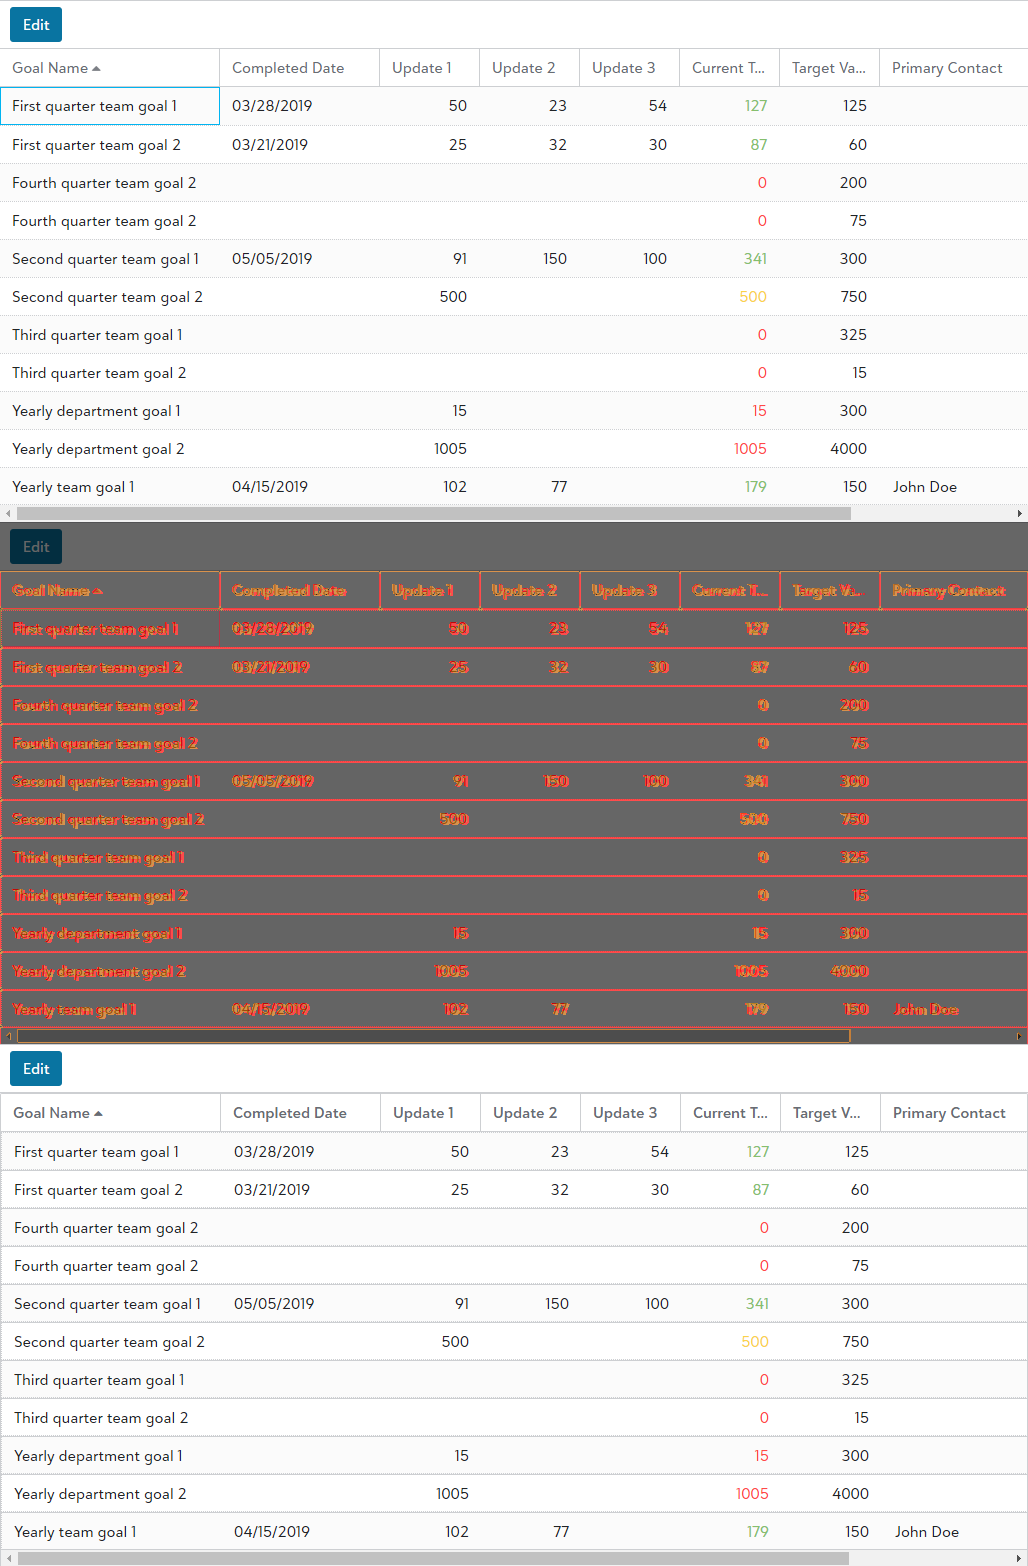 Edit
Goal Name Completed Date Update 1 Update 2 Update 3 Current T... Target Va... Primary Contact
First quarter team goal 1 03/28/2019 50 23 54 127 125
First quarter team goal 2 03/21/2019 25 32 30 87 60
Fourth quarter team goal 2 0 200
Fourth quarter team goal 2 0 75
Second quarter team goal 1 05/05/2019 91 150 100 341 300
Second quarter team goal 2 500 500 750
Third quarter team goal 1 0 325
Third quarter team goal 2 0 15
Yearly department goal 1 15 15 300
Yearly department goal 2 1005 1005 4000
Yearly team goal 1 04/15/2019 102 77 179 150 John Doe
Edit
Goal Name Completed Date Update 1 Update 2 Update 3 Current T... Target V... Primary Contact
First quarter team goal 1 03/28/2019 50 23 54 127 125
First quarter team goal 2 03/21/2019 25 32 30 87 60
Fourth quarter team goal 2 0 200
Fourth quarter team goal 2 0 75
Second quarter team goal 1 05/05/2019 91 150 100 341 300
Second quarter team goal 2 500 500 750
Third quarter team goal 1 0 325
Third quarter team goal 2 0 15
Yearly department goal 1 15 15 300
Yearly department goal 2 1005 1005 4000
Yearly team goal 1 04/15/2019 102 77 179 150 John Doe
Edit
Goal Name Completed Date Update 1 Update 2 Update 3 Current T... Target V... Primary Contact
First quarter team goal 1 03/28/2019 50 23 54 127 125
First quarter team goal 2 03/21/2019 25 32 30 87 60
Fourth quarter team goal 2 0 200
Fourth quarter team goal 2 0 75
Second quarter team goal 1 05/05/2019 91 150 100 341 300
Second quarter team goal 2 500 500 750
Third quarter team goal 1 0 325
Third quarter team goal 2 0 15
Yearly department goal 1 15 15 300
Yearly department goal 2 1005 1005 4000
Yearly team goal 1 04/15/2019 102 77 179 150 John Doe